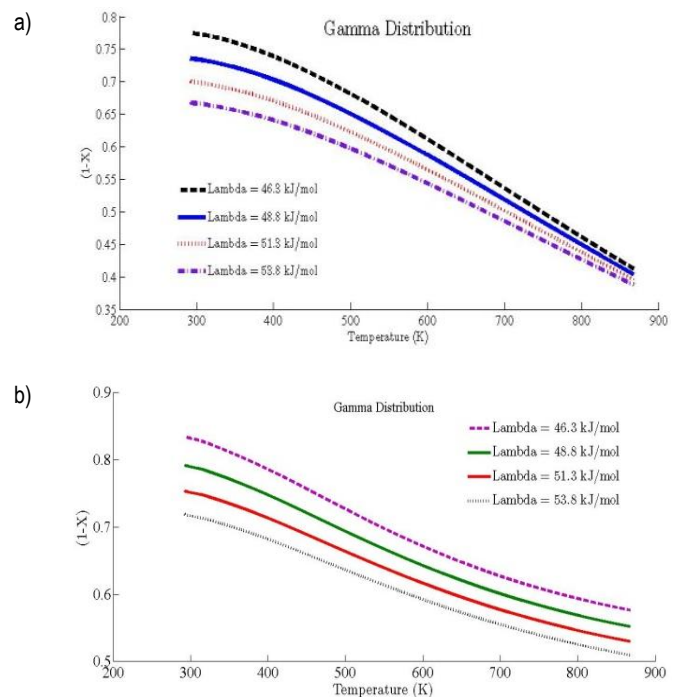 a)
Gamma Distribution
0.8
0.75
0.7
0.65
0.6
0.55
0.5
0.45
0.4
0.35
(1-X)
Lambda = 46.3 kJ/mol
Lambda = 48.8 kJ/mol
Lambda = 51.3 kJ/mol
Lambda = 53.8 kJ/mol
200 300 400 500 600 700 800 900
Temperature (K)
b)
Gamma Distribution
0.9
0.8
0.7
0.6
0.5
(1-X)
Lambda = 46.3 kJ/mol
Lambda = 48.8 kJ/mol
Lambda = 51.3 kJ/mol
Lambda = 53.8 kJ/mol
200 300 400 500 600 700 800 900
Temperature (K)